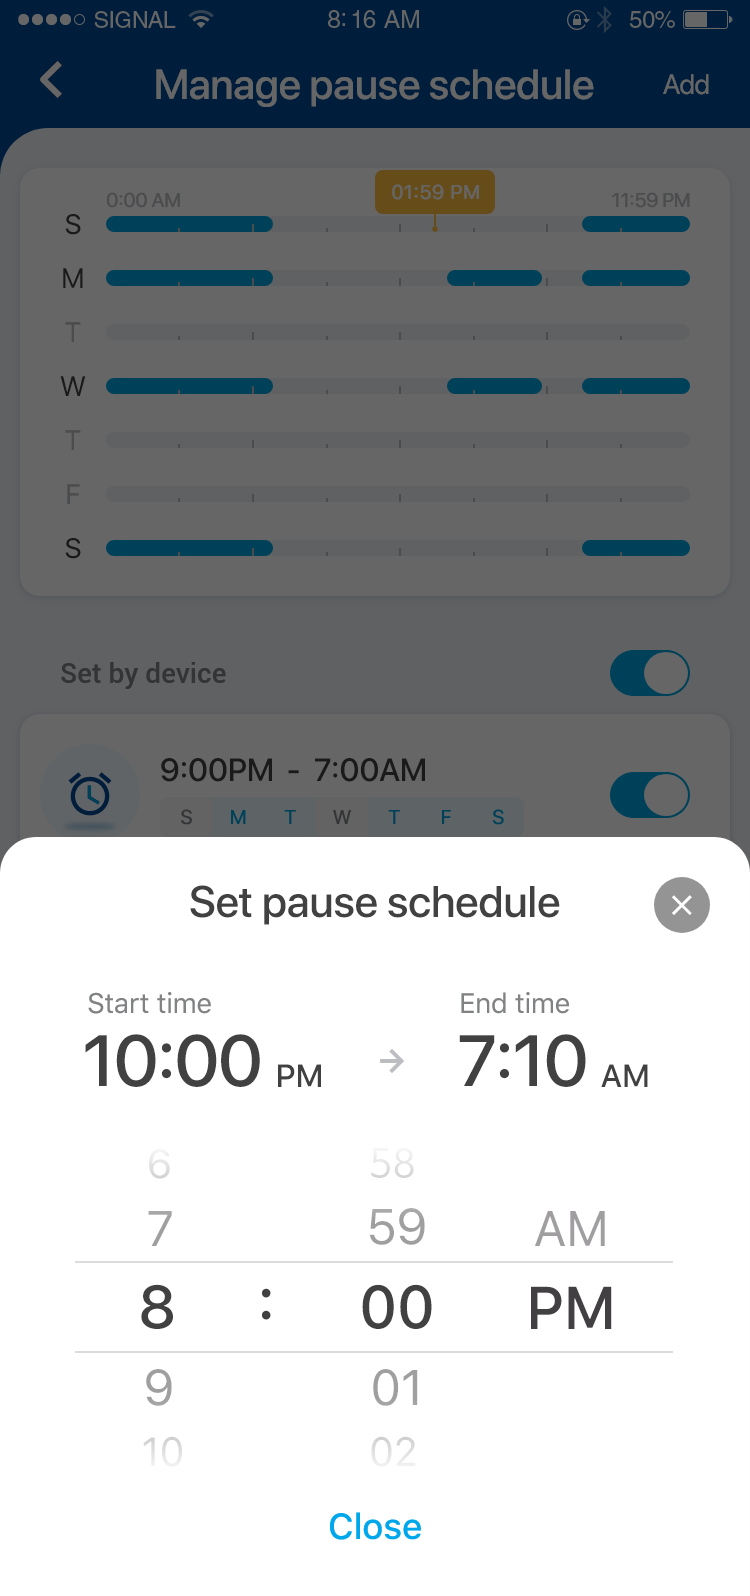 SIGNAL 8:16 AM 50%
Manage pause schedule Add
0:00 AM 01:59 PM 11:59 PM
S
M
T
W
T
F
S
Set by device
9:00PM - 7:00AM
S M T W T F S
Set pause schedule
Start time End time
10:00 PM 7:10 AM
6 58
7 59 AM
8 : 00 PM
9 01
10 02
Close